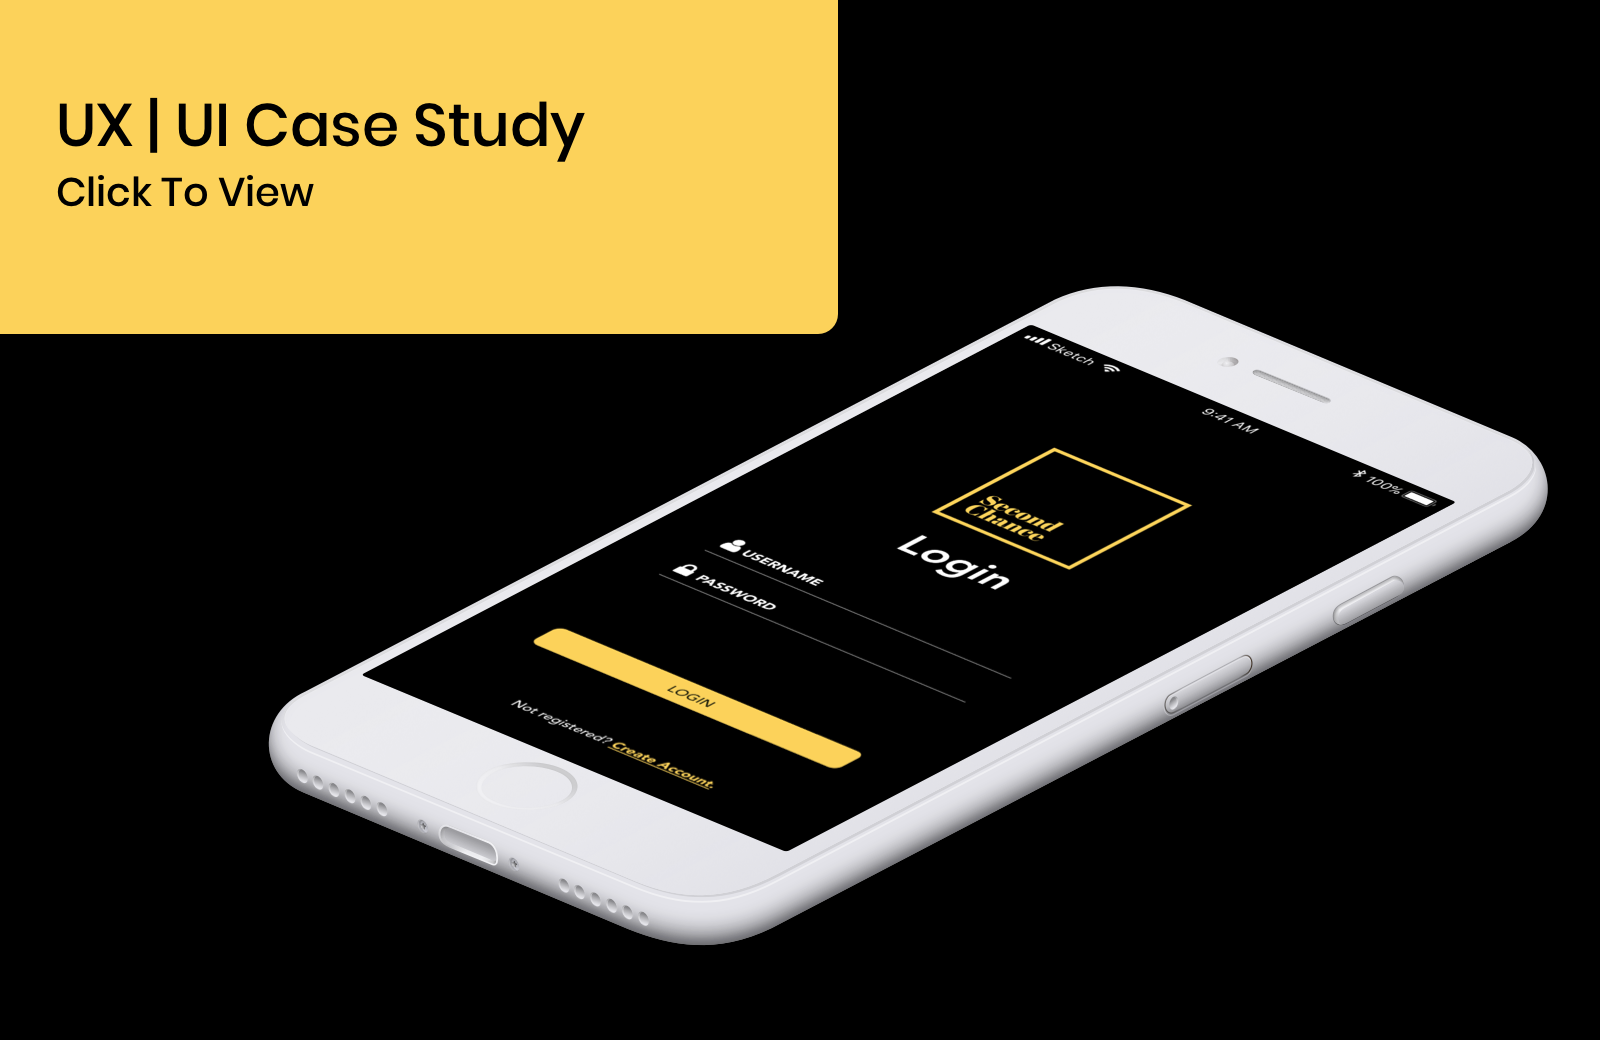 UX | UI Case Study
Click To View
Sketch
9:41 AM
100%
Second
Chance
Login
USERNAME
PASSWORD
LOGIN
Not registered? Create Account.